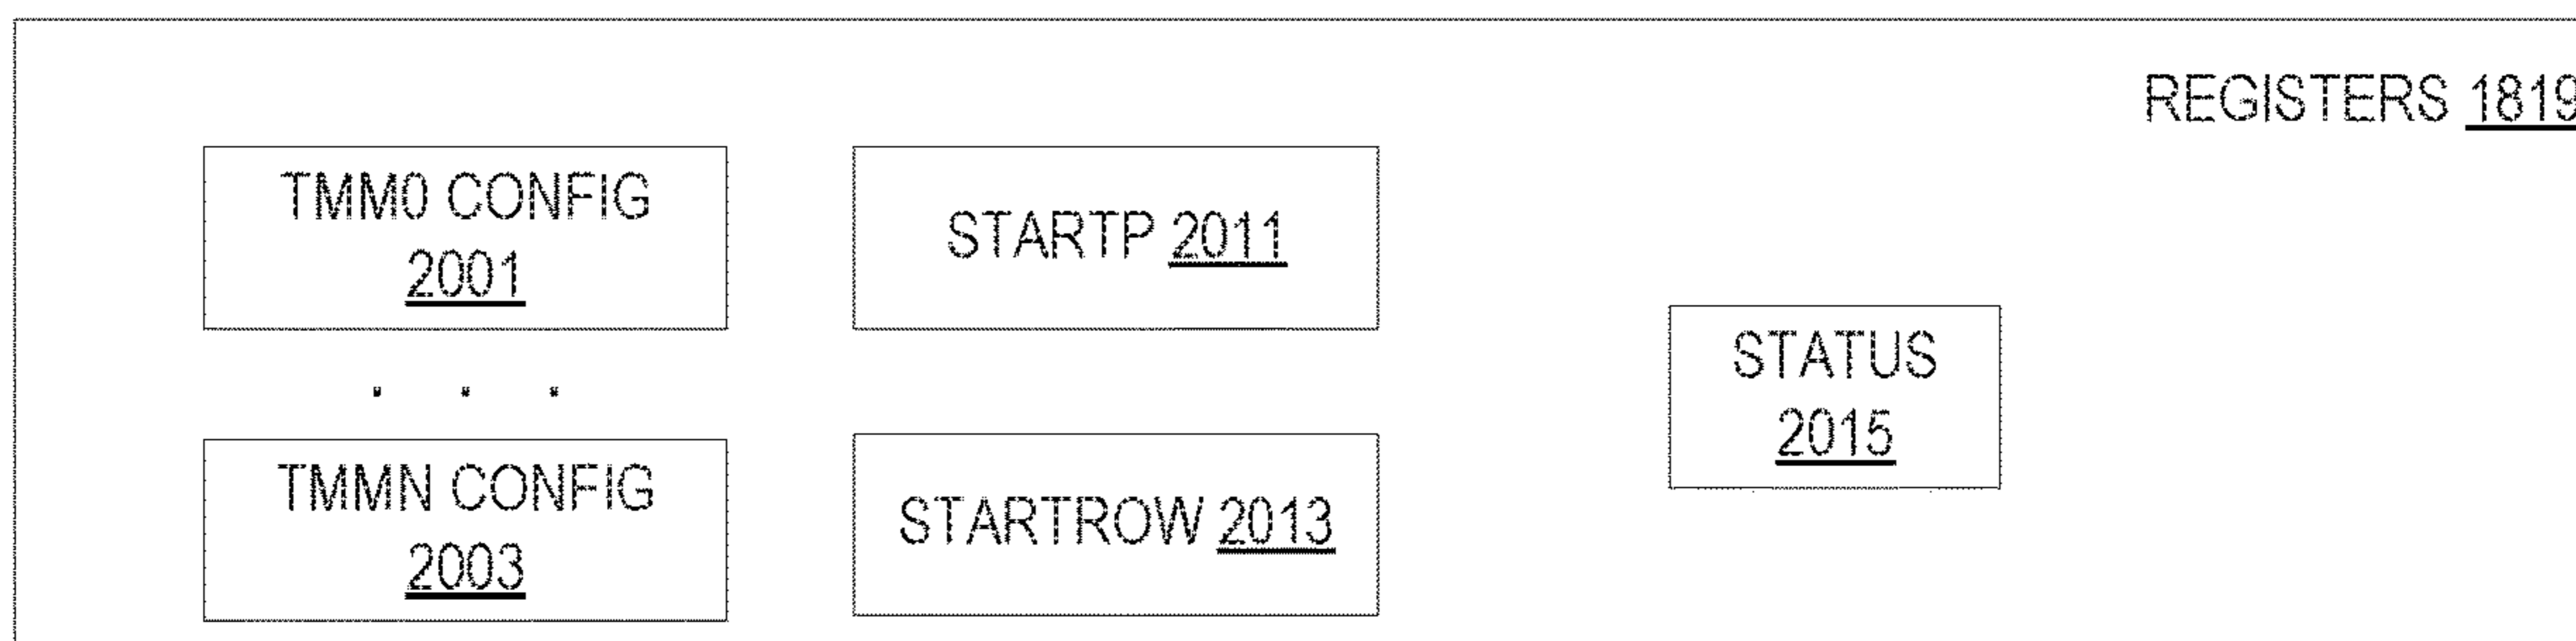 REGISTERS 1819
TMM0 CONFIG
2001
STARTP 2011
STATUS
2015
TMMN CONFIG
2003
STARTROW 2013